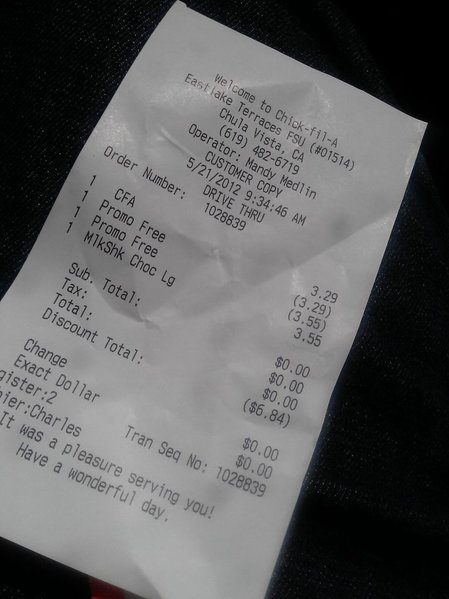 Welcome to Chick-fil-A
Eastlake Terraces FSU (#01514)
Chula Vista, CA
(619) 482-6719
Operator: Mandy Medlin
CUSTOMER COPY
5/21/2012 9:34:46 AM
DRIVE THRU
Order Number: 1028839
1 CFA 3.29
1 Promo Free (3.29)
1 Promo Free (3.55)
1 MlkShk Choc Lg 3.55
Sub. Total: $0.00
Tax: $0.00
Total: $0.00
Discount Total: ($6.84)
Change $0.00
Exact Dollar $0.00
gister:2 Tran Seq No: 1028839
hier:Charles
It was a pleasure serving you!
Have a wonderful day.